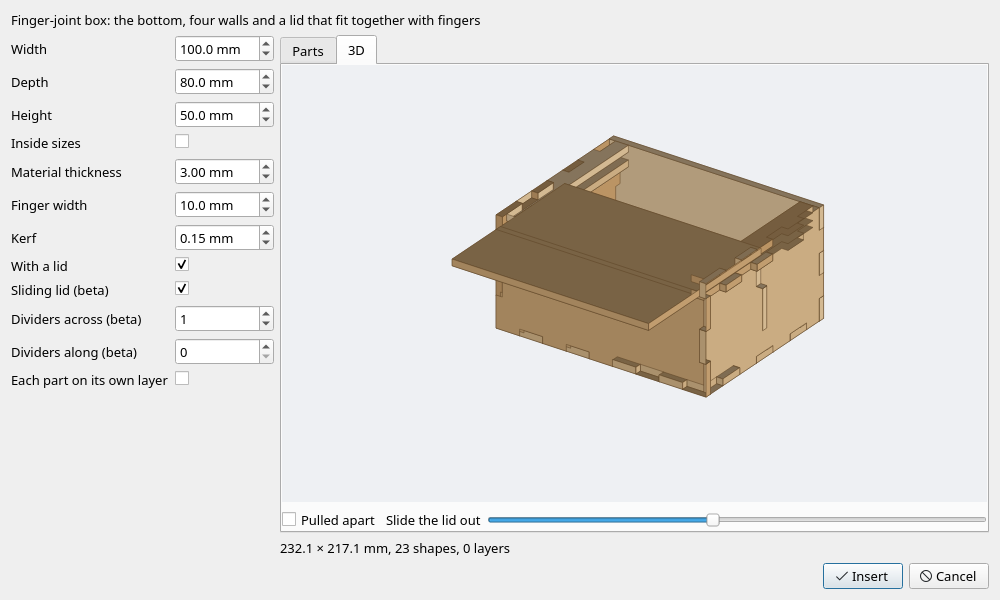 Finger-joint box: the bottom, four walls and a lid that fit together with fingers
Width 100.0 mm
Depth 80.0 mm
Height 50.0 mm
Inside sizes
Material thickness 3.00 mm
Finger width 10.0 mm
Kerf 0.15 mm
With a lid
Sliding lid (beta)
Dividers across (beta) 1
Dividers along (beta) 0
Each part on its own layer
Parts 3D
Pulled apart Slide the lid out
232.1 × 217.1 mm, 23 shapes, 0 layers
Insert Cancel